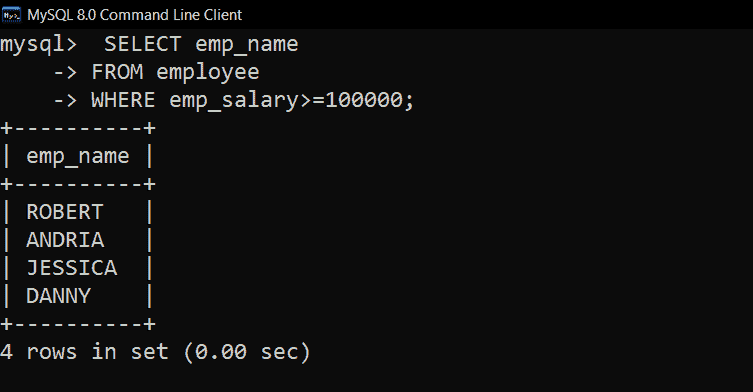 MySQL 8.0 Command Line Client
mysql>  SELECT emp_name
    -> FROM employee
    -> WHERE emp_salary>=100000;
+----------+
| emp_name |
+----------+
| ROBERT   |
| ANDRIA   |
| JESSICA  |
| DANNY    |
+----------+
4 rows in set (0.00 sec)